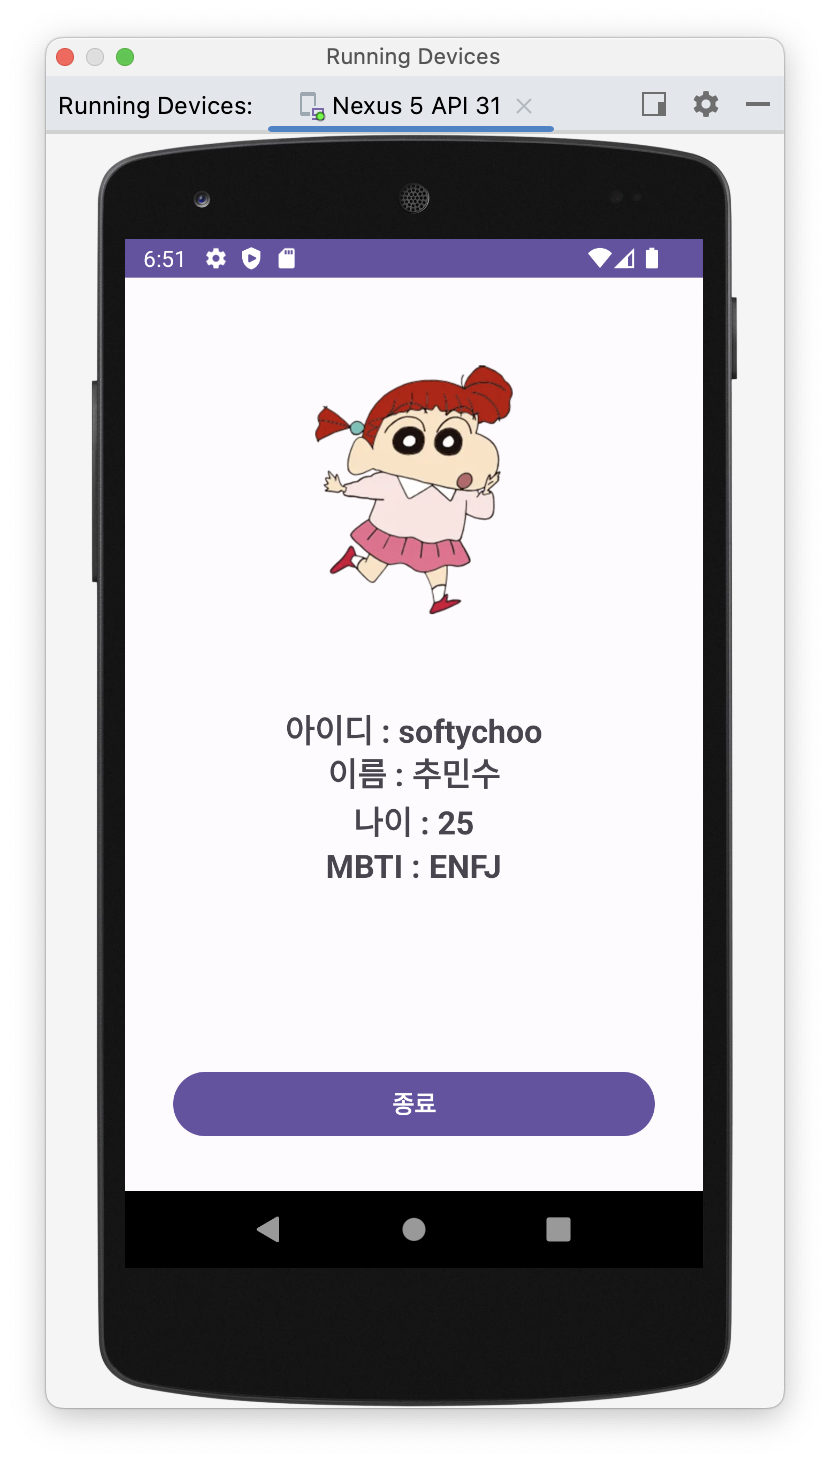 Running Devices
Running Devices: Nexus 5 API 31
6:51
아이디 : softychoo
이름 : 추민수
나이 : 25
MBTI : ENFJ
종료